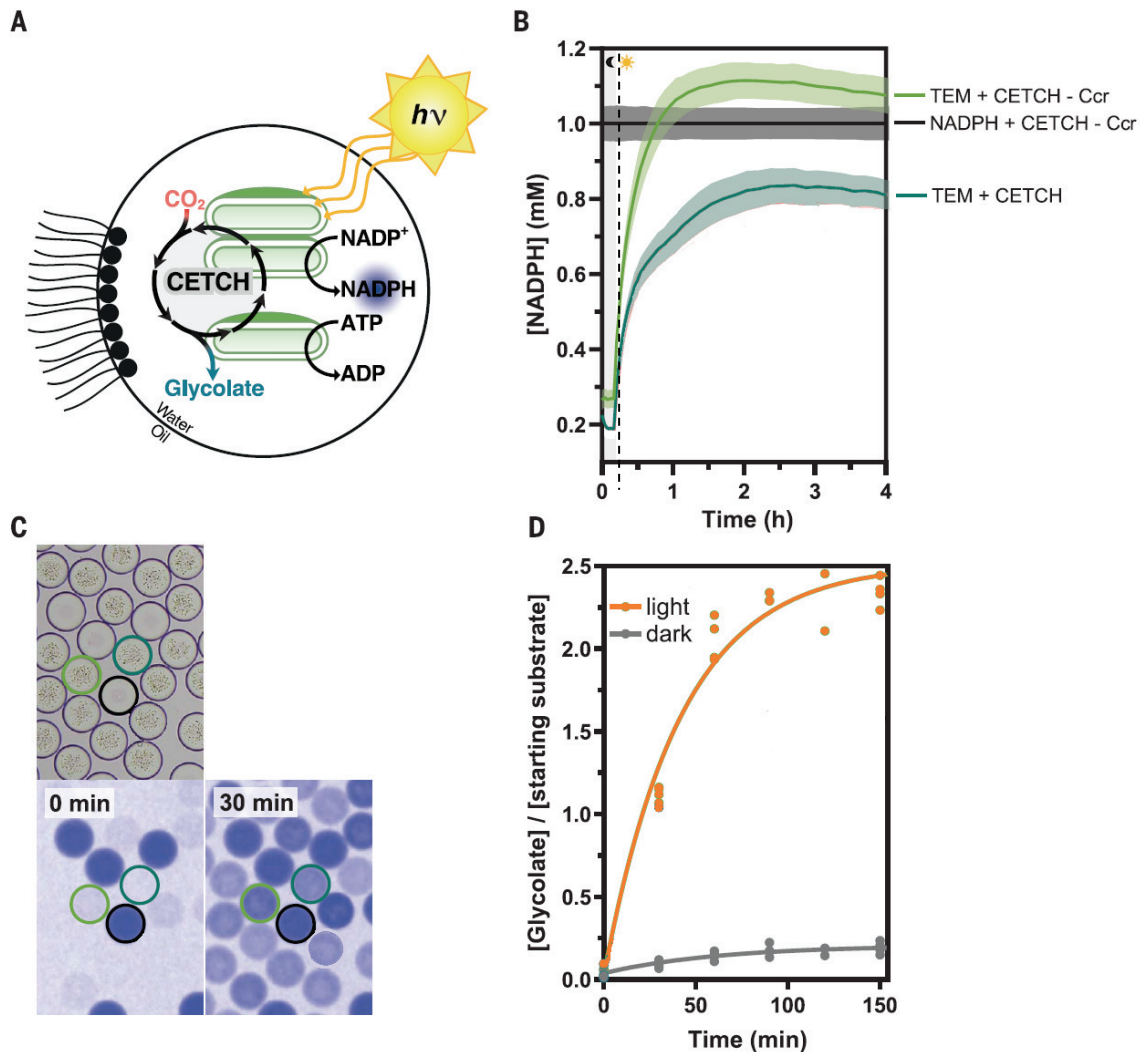 A
hν
CO2
CETCH
NADP+
NADPH
ATP
ADP
Glycolate
Water
Oil
B
1.2
1.0
0.8
0.6
0.4
0.2
[NADPH] (mM)
0
1
2
3
4
Time (h)
TEM + CETCH - Ccr
NADPH + CETCH - Ccr
TEM + CETCH
C
0 min
30 min
D
2.5
2.0
1.5
1.0
0.5
0.0
[Glycolate] / [starting substrate]
light
dark
0
50
100
150
Time (min)